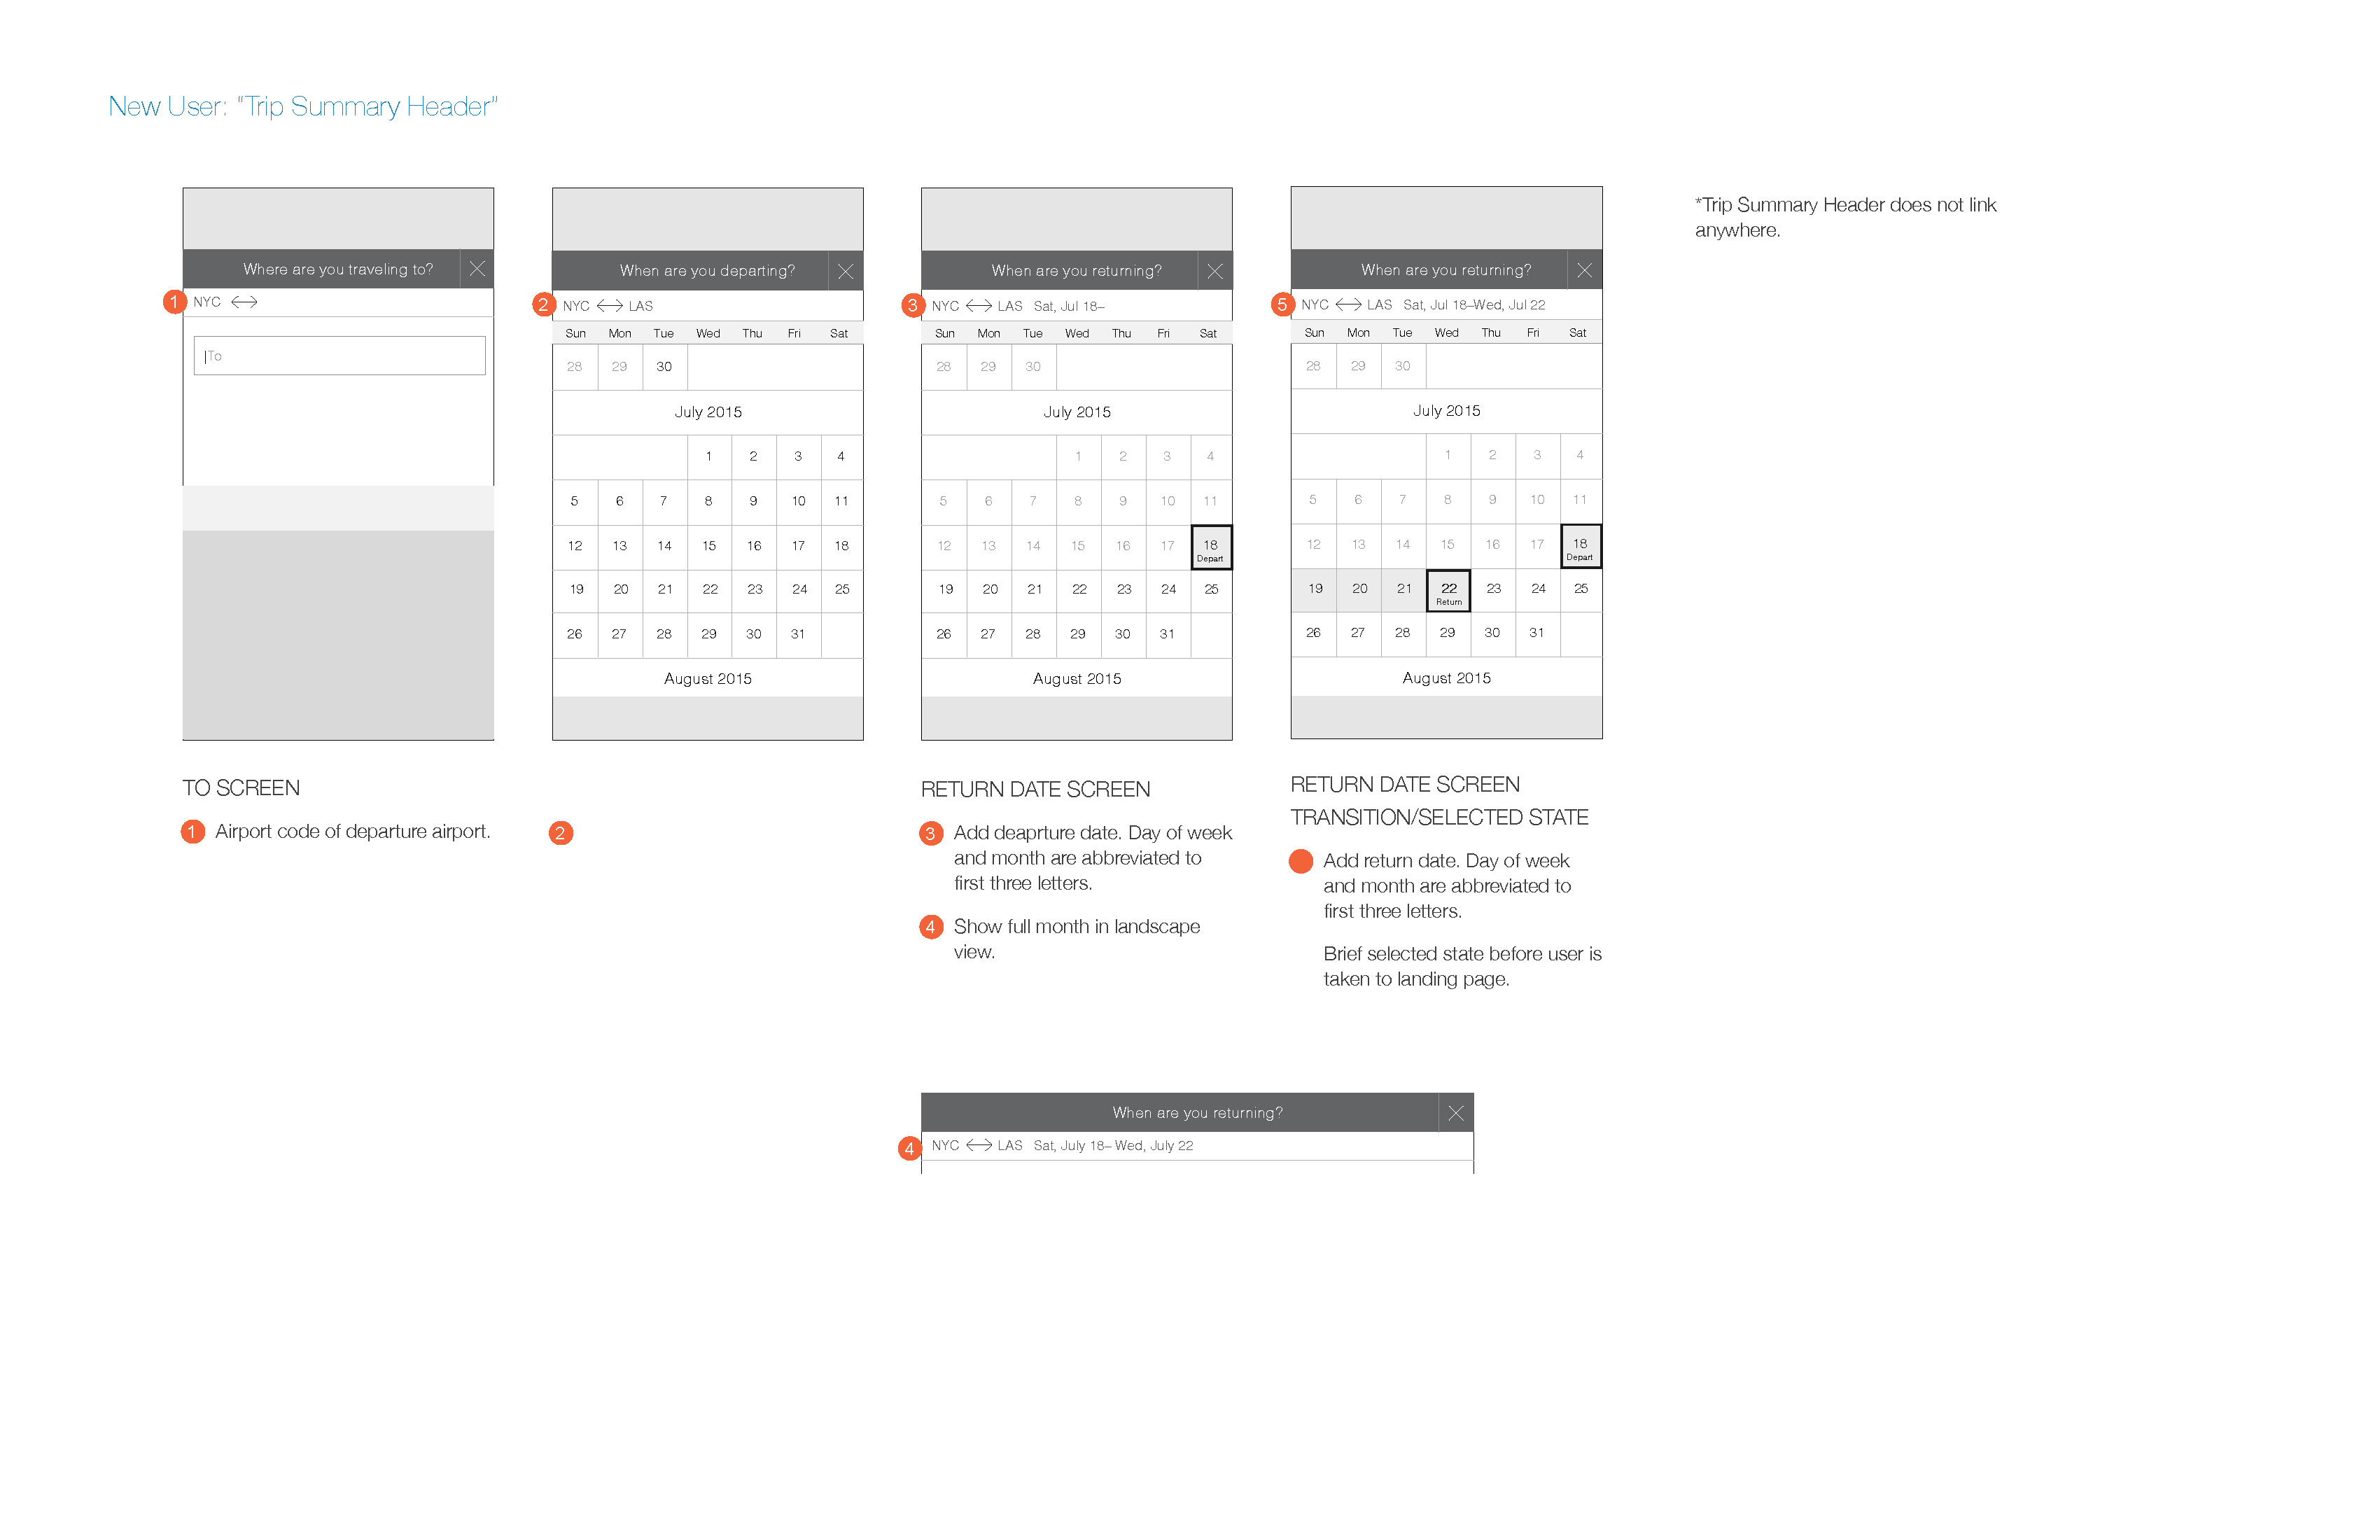 New User: "Trip Summary Header”
*Trip Summary Header does not link
anywhere.
Where are you traveling to?
1 NYC
To
TO SCREEN
1 Airport code of departure airport.
When are you departing?
2 NYC LAS
Sun Mon Tue Wed Thu Fri Sat
28 29 30
July 2015
1 2 3 4
5 6 7 8 9 10 11
12 13 14 15 16 17 18
19 20 21 22 23 24 25
26 27 28 29 30 31
August 2015
2
When are you returning?
3 NYC LAS Sat, Jul 18–
Sun Mon Tue Wed Thu Fri Sat
28 29 30
July 2015
1 2 3 4
5 6 7 8 9 10 11
12 13 14 15 16 17 18
Depart
19 20 21 22 23 24 25
26 27 28 29 30 31
August 2015
RETURN DATE SCREEN
3 Add deaprture date. Day of week
and month are abbreviated to
first three letters.
4 Show full month in landscape
view.
When are you returning?
5 NYC LAS Sat, Jul 18–Wed, Jul 22
Sun Mon Tue Wed Thu Fri Sat
28 29 30
July 2015
1 2 3 4
5 6 7 8 9 10 11
12 13 14 15 16 17 18
Depart
19 20 21 22 23 24 25
Return
26 27 28 29 30 31
August 2015
RETURN DATE SCREEN
TRANSITION/SELECTED STATE
Add return date. Day of week
and month are abbreviated to
first three letters.
Brief selected state before user is
taken to landing page.
When are you returning?
4 NYC LAS Sat, July 18– Wed, July 22